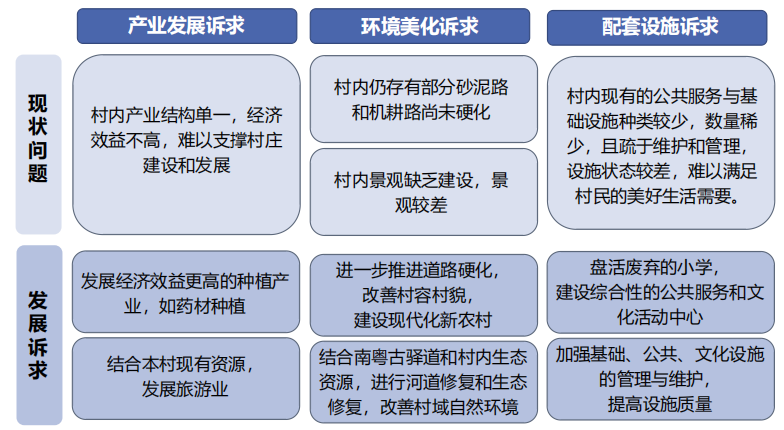 产业发展诉求
环境美化诉求
配套设施诉求
现状问题
村内产业结构单一，经济
效益不高，难以支撑村庄
建设和发展
村内仍存有部分砂泥路
和机耕路尚未硬化
村内景观缺乏建设，景
观较差
村内现有的公共服务与基
础设施种类较少，数量稀
少，且疏于维护和管理，
设施状态较差，难以满足
村民的美好生活需要。
发展诉求
发展经济效益更高的种植产
业，如药材种植
进一步推进道路硬化，
改善村容村貌，
建设现代化新农村
盘活废弃的小学，
建设综合性的公共服务和文
化活动中心
结合本村现有资源，
发展旅游业
结合南粤古驿道和村内生态
资源，进行河道修复和生态
修复，改善村域自然环境
加强基础、公共、文化设施
的管理与维护，
提高设施质量